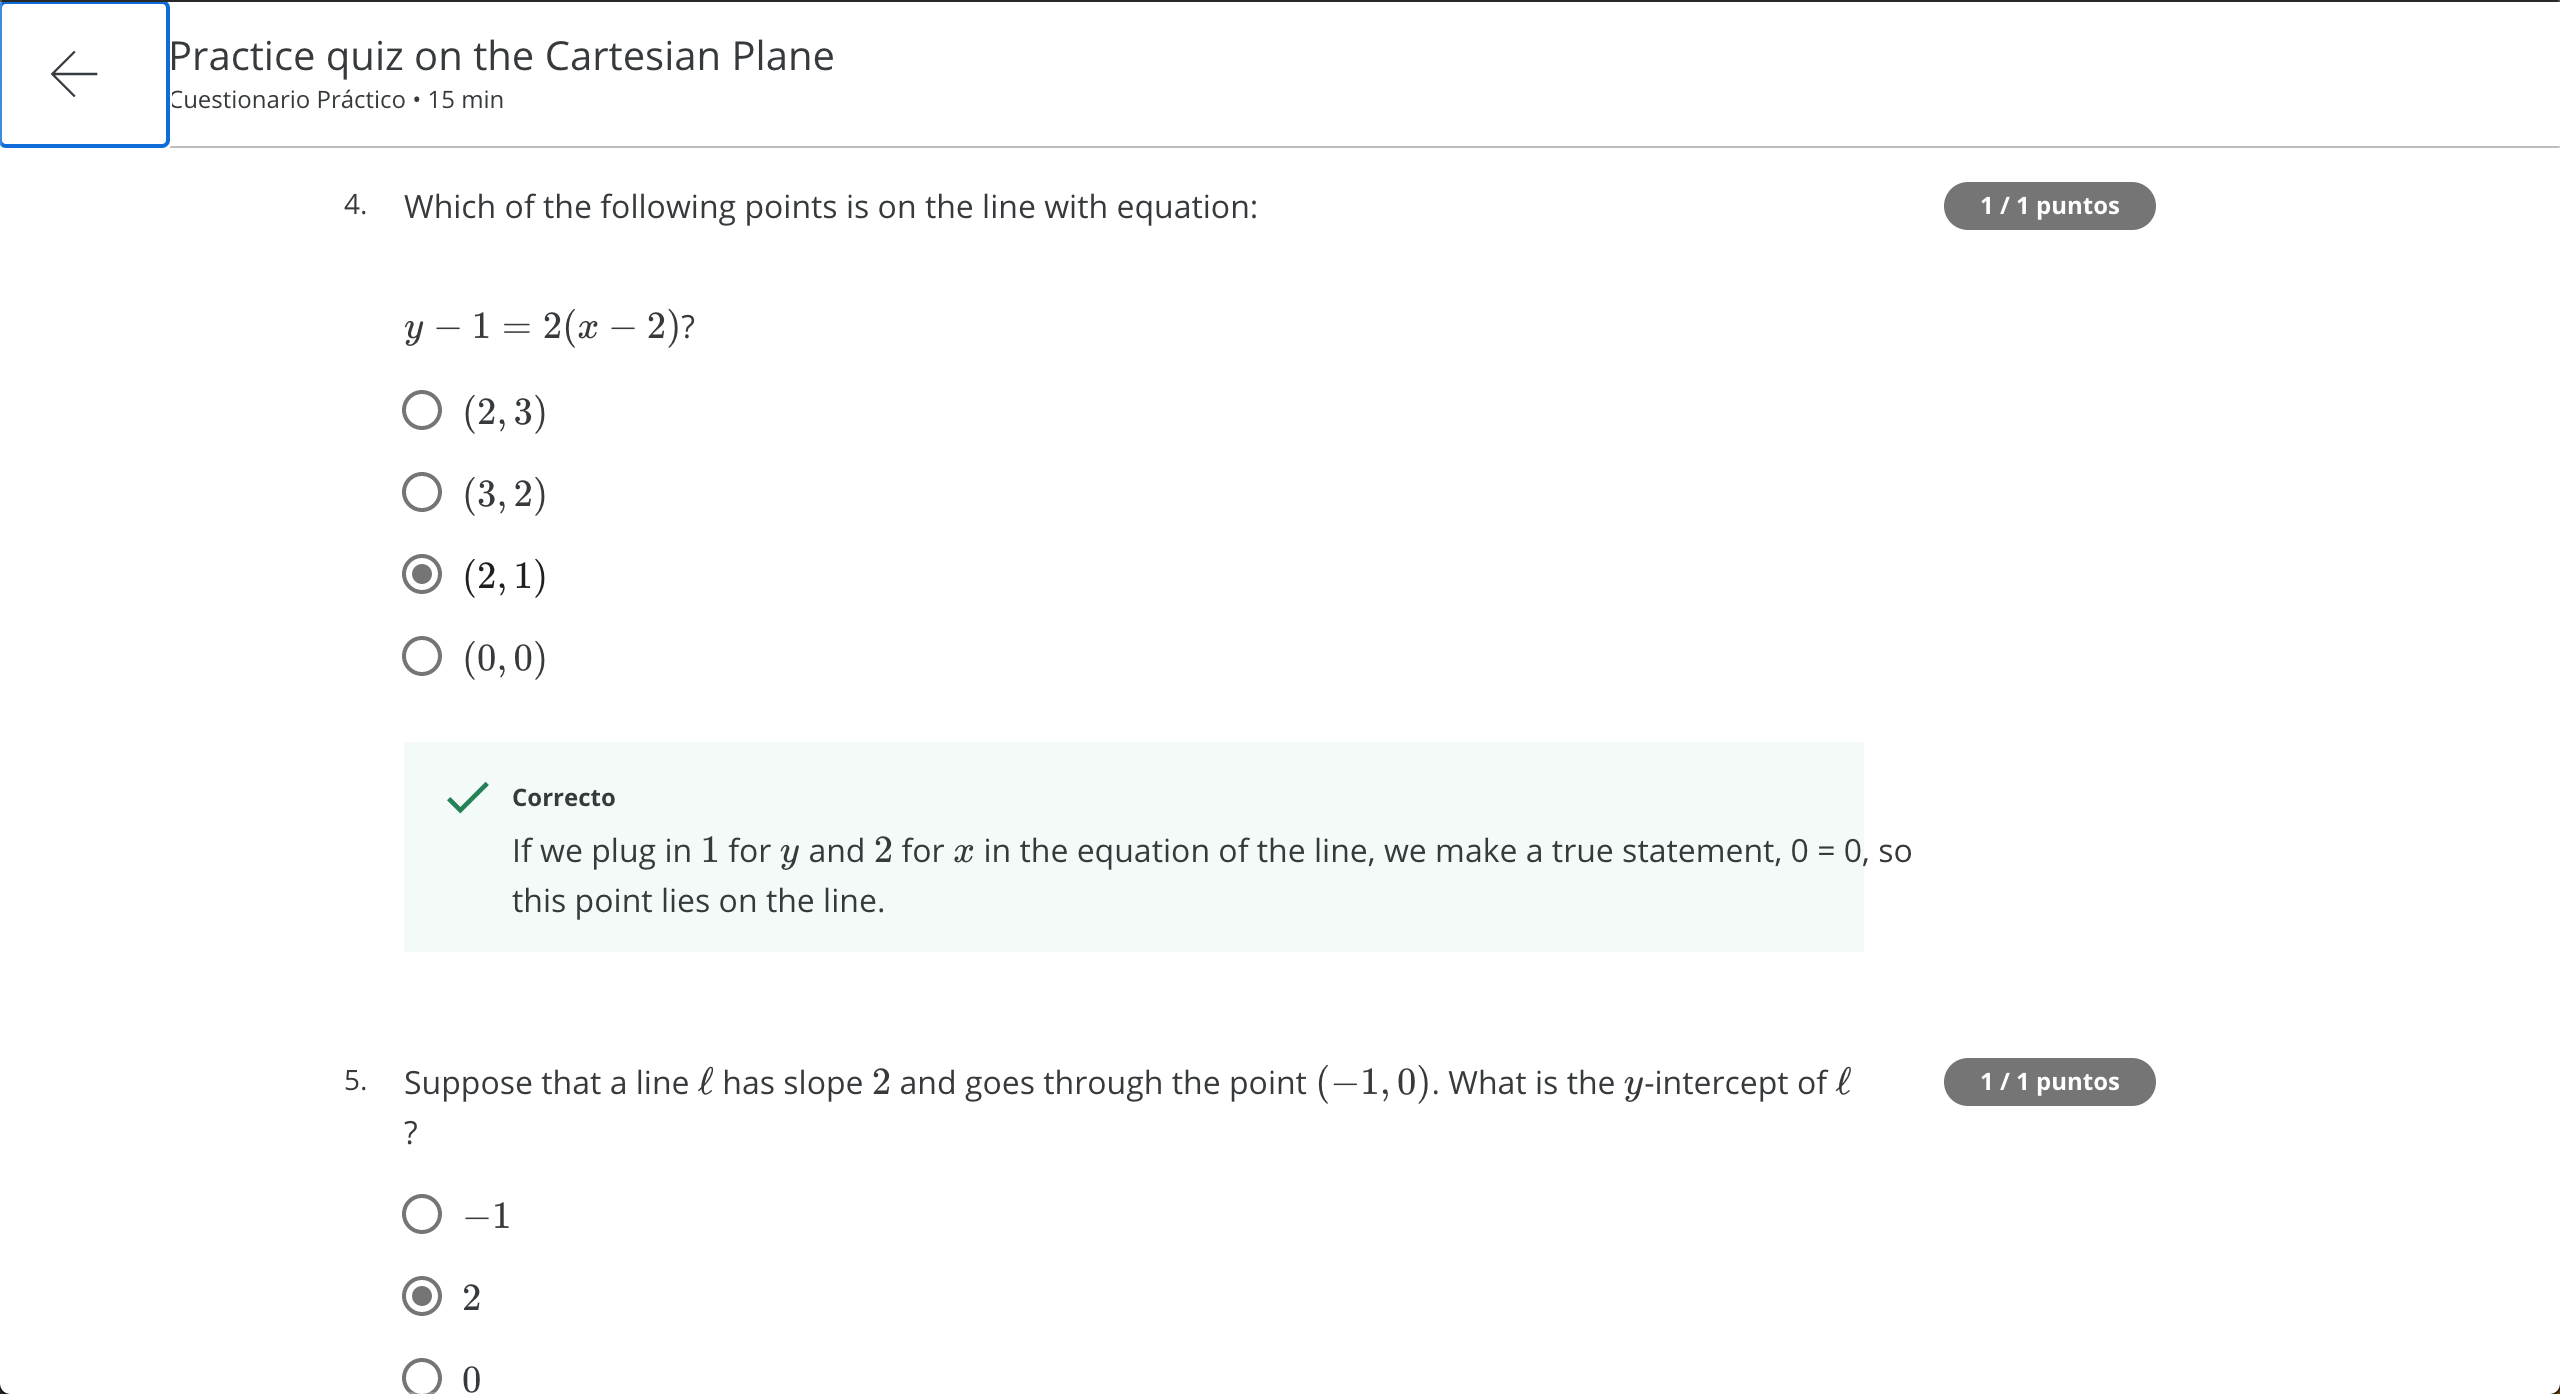 Practice quiz on the Cartesian Plane
Cuestionario Práctico • 15 min
4. Which of the following points is on the line with equation:
1 / 1 puntos
y − 1 = 2(x − 2)?
(2, 3)
(3, 2)
(2, 1)
(0, 0)
Correcto
If we plug in 1 for y and 2 for x in the equation of the line, we make a true statement, 0 = 0, so
this point lies on the line.
5. Suppose that a line ℓ has slope 2 and goes through the point (−1, 0). What is the y-intercept of ℓ
?
1 / 1 puntos
−1
2
0